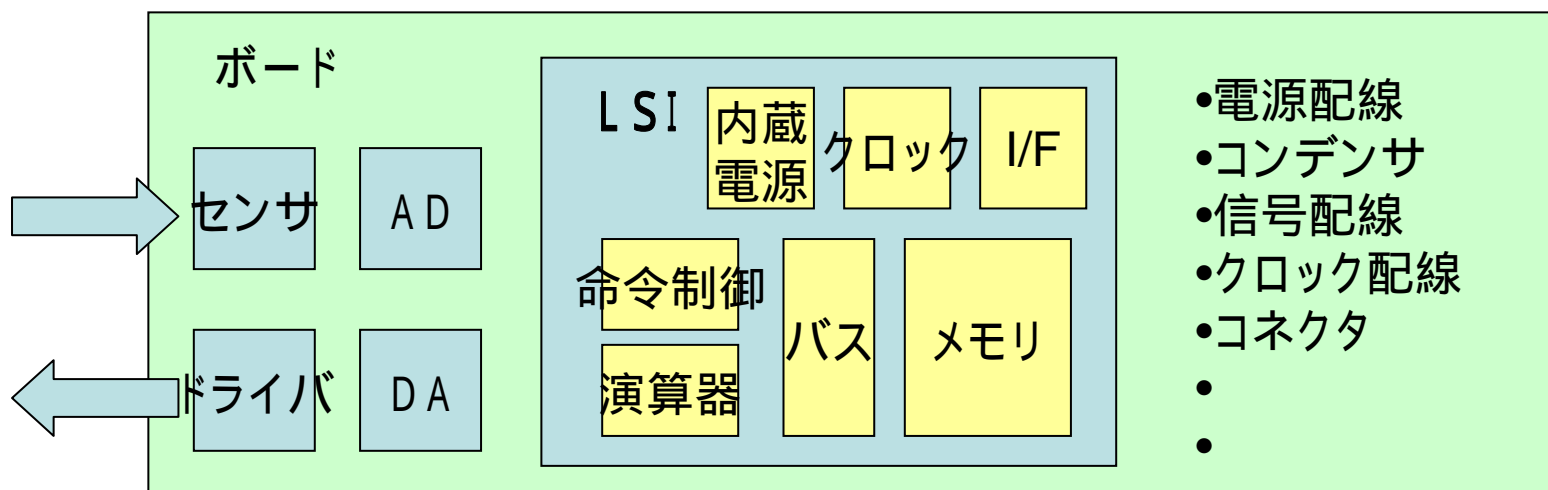 ボード
センサ
ＡＤ
ドライバ
ＤＡ
ＬＳＩ
内蔵
電源
クロック
I/F
命令制御
演算器
バス
メモリ
•電源配線
•コンデンサ
•信号配線
•クロック配線
•コネクタ
•
•